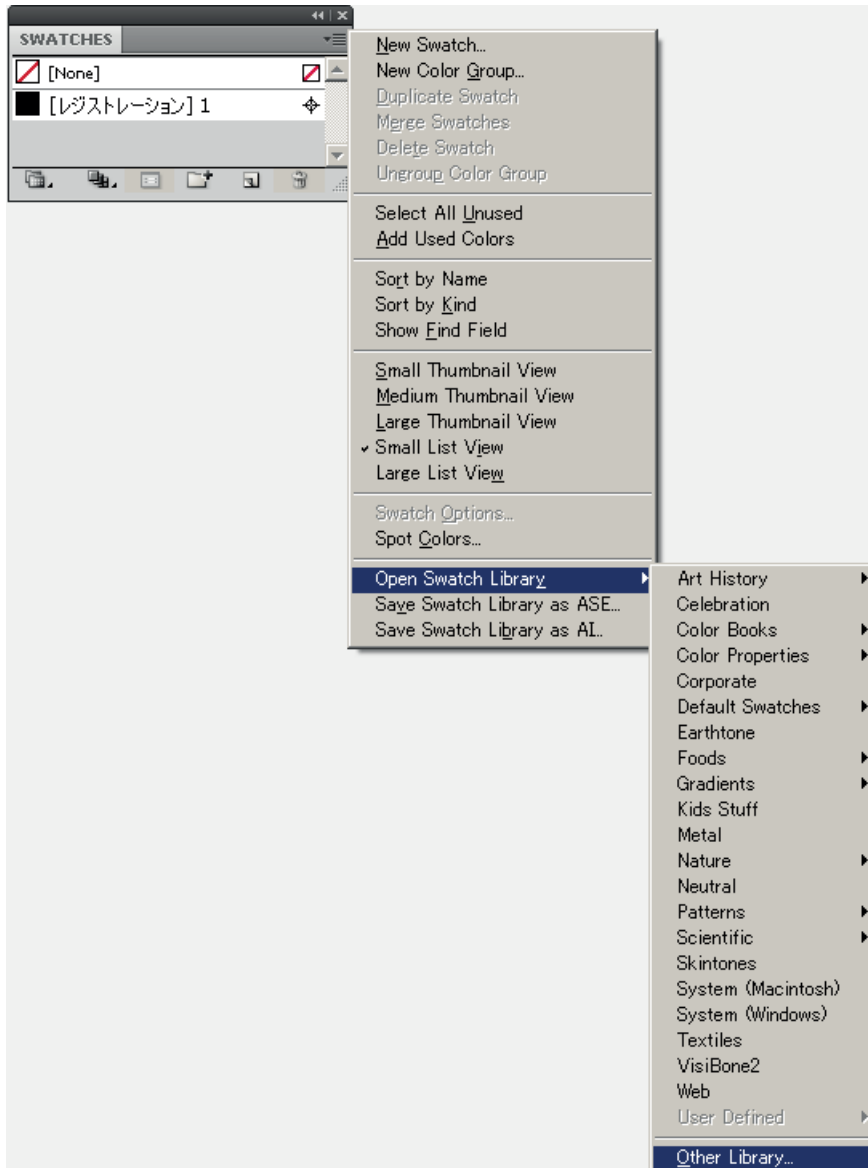 SWATCHES
[None]
[レジストレーション] 1
New Swatch...
New Color Group...
Duplicate Swatch
Merge Swatches
Delete Swatch
Ungroup Color Group
Select All Unused
Add Used Colors
Sort by Name
Sort by Kind
Show Find Field
Small Thumbnail View
Medium Thumbnail View
Large Thumbnail View
Small List View
Large List View
Swatch Options...
Spot Colors...
Open Swatch Library
Save Swatch Library as ASE...
Save Swatch Library as AI...
Art History
Celebration
Color Books
Color Properties
Corporate
Default Swatches
Earthtone
Foods
Gradients
Kids Stuff
Metal
Nature
Neutral
Patterns
Scientific
Skintones
System (Macintosh)
System (Windows)
Textiles
VisiBone2
Web
User Defined
Other Library...